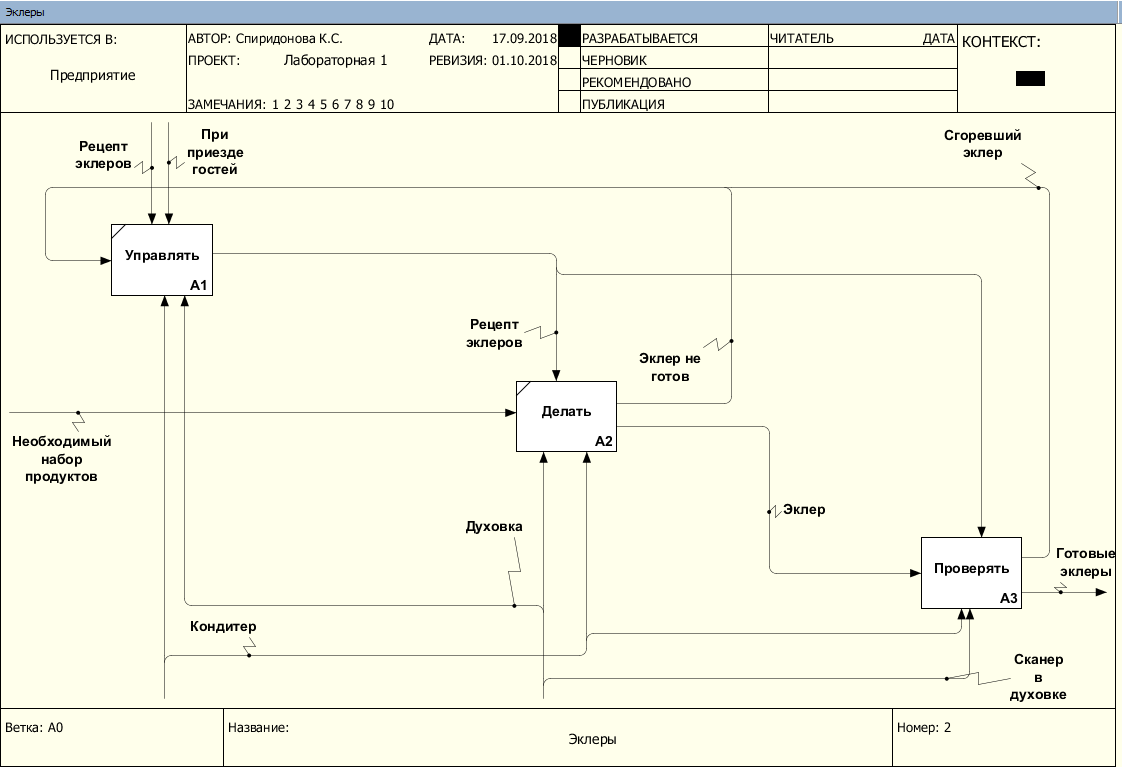 Эклеры
ИСПОЛЬЗУЕТСЯ В:
Предприятие
АВТОР: Спиридонова К.С.
ДАТА: 17.09.2018
ПРОЕКТ: Лабораторная 1
РЕВИЗИЯ: 01.10.2018
ЗАМЕЧАНИЯ: 1 2 3 4 5 6 7 8 9 10
РАЗРАБАТЫВАЕТСЯ
ЧЕРНОВИК
РЕКОМЕНДОВАНО
ПУБЛИКАЦИЯ
ЧИТАТЕЛЬ ДАТА
КОНТЕКСТ:
Рецепт
эклеров
При
приезде
гостей
Сгоревший
эклер
Управлять
A1
Рецепт
эклеров
Эклер не
готов
Делать
A2
Необходимый
набор
продуктов
Эклер
Духовка
Проверять
A3
Готовые
эклеры
Кондитер
Сканер
в
духовке
Ветка: A0
Название:
Эклеры
Номер: 2